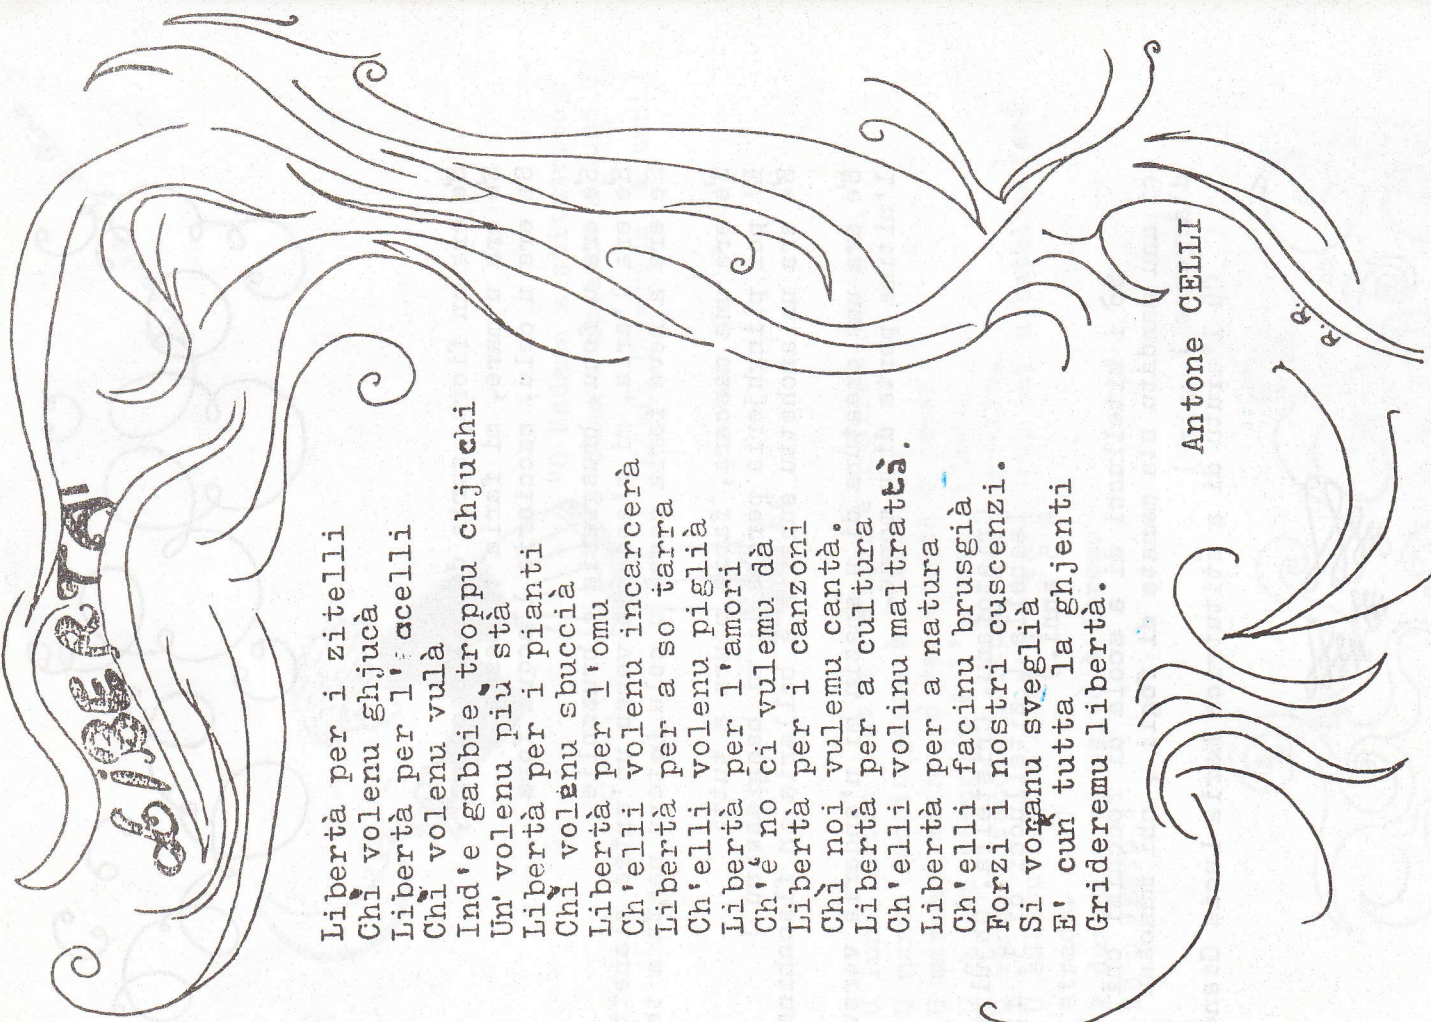 LIBERTÀ
Libertà per i zitelli
Chì volenu ghjucà
Libertà per l'acelli
Chì volenu vulà
Ind'e gabbie troppu chjuchi
Un' volenu più stà
Libertà per i pianti
Chì volenu sbuccià
Libertà per l'omu
Ch'elli volenu incarcerà
Libertà per a so tarra
Ch'elli volenu piglià
Libertà per l'amori
Ch'è no ci vulemu dà
Libertà per i canzoni
Chì noi vulemu cantà.
Libertà per a cultura
Ch'elli volinu maltrattà.
Libertà per a natura
Ch'elli facinu brusgià
Forzi i nostri cuscenzi.
Si voranu sveglià
E' cun tutta la ghjenti
Grideremu libertà.
Antone CELLI